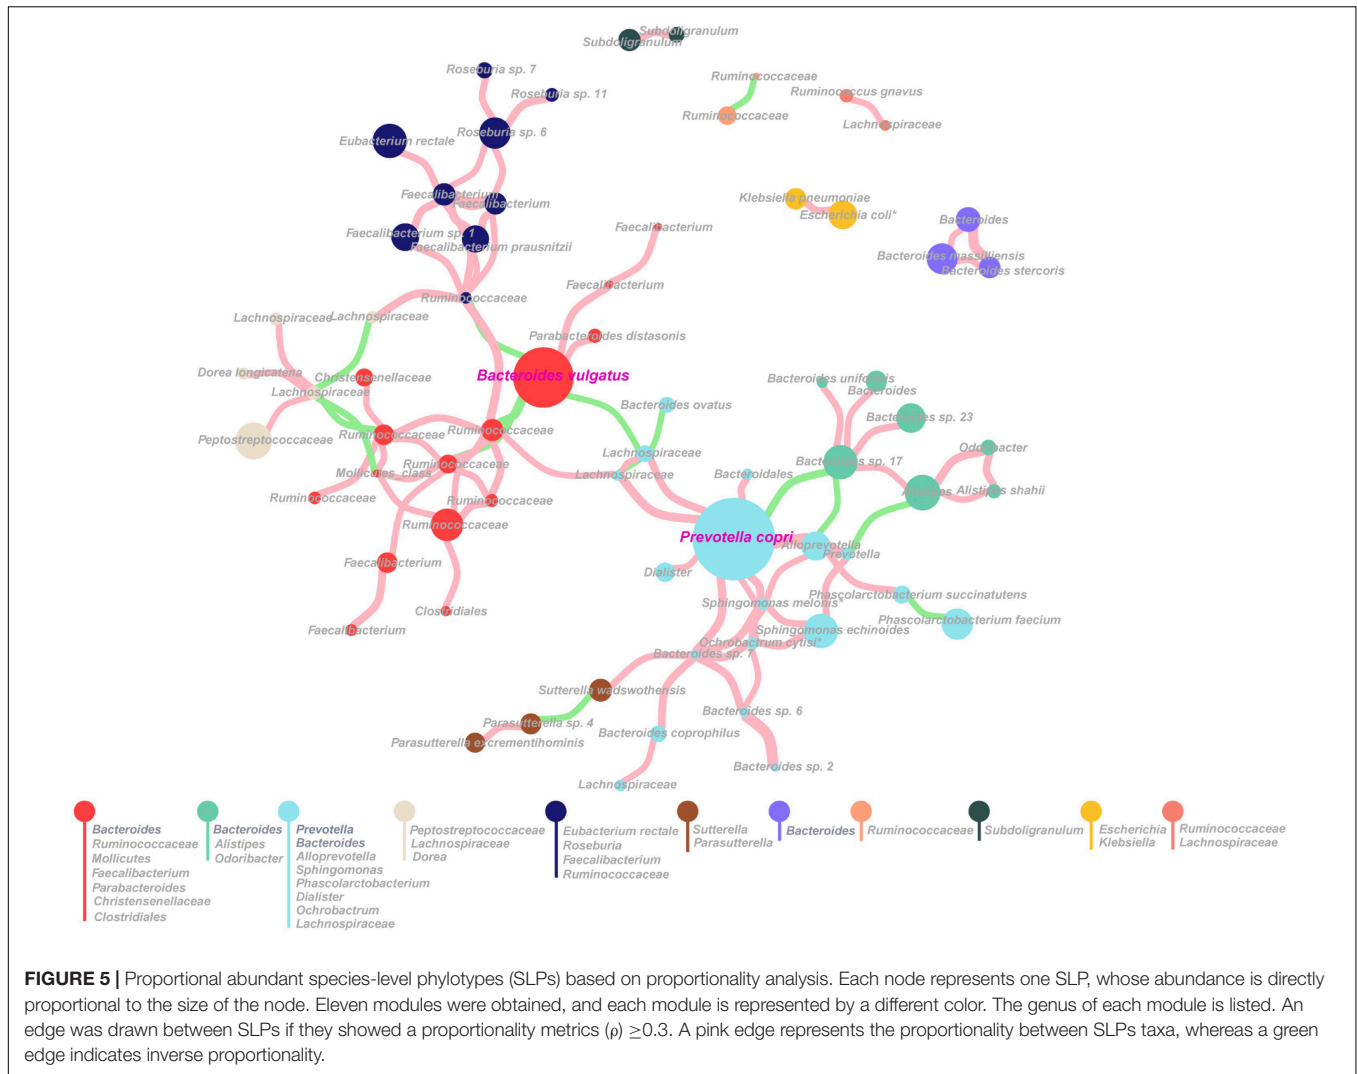 Subdoligranulum
Subdoligranulum
Roseburia sp. 7
Ruminococcaceae
Roseburia sp. 11
Ruminococcus gnavus
Ruminococcaceae
Lachnospiraceae
Roseburia sp. 6
Eubacterium rectale
Faecalibacterium
Faecalibacterium
Klebsiella pneumoniae
Escherichia coli*
Bacteroides
Faecalibacterium
Faecalibacterium sp. 1
Faecalibacterium prausnitzii
Bacteroides massiliensis
Bacteroides stercoris
Faecalibacterium
Ruminococcaceae
Lachnospiraceae
Lachnospiraceae
Parabacteroides distasonis
Dorea longicatena
Christensenellaceae
Bacteroides vulgatus
Bacteroides uniformis
Bacteroides
Lachnospiraceae
Bacteroides ovatus
Bacteroides sp. 23
Peptostreptococcaceae
Ruminococcaceae
Ruminococcaceae
Odoribacter
Lachnospiraceae
Bacteroides sp. 17
Ruminococcaceae
Mollicutes_class
Lachnospiraceae
Bacteroidales
Alistipes
Alistipes shahii
Ruminococcaceae
Ruminococcaceae
Ruminococcaceae
Prevotella copri
Alloprevotella
Prevotella
Faecalibacterium
Dialister
Phascolarctobacterium succinatutens
Sphingomonas melonis*
Clostridiales
Phascolarctobacterium faecium
Faecalibacterium
Sphingomonas echinoides
Ochrobactrum cytisi*
Bacteroides sp. 7
Sutterella wadswothensis
Bacteroides sp. 6
Parasutterella sp. 4
Bacteroides coprophilus
Parasutterella excrementihominis
Bacteroides sp. 2
Lachnospiraceae
Bacteroides
Ruminococcaceae
Mollicutes
Faecalibacterium
Parabacteroides
Christensenellaceae
Clostridiales
Bacteroides
Alistipes
Odoribacter
Prevotella
Bacteroides
Alloprevotella
Sphingomonas
Phascolarctobacterium
Dialister
Ochrobactrum
Lachnospiraceae
Peptostreptococcaceae
Lachnospiraceae
Dorea
Eubacterium rectale
Roseburia
Faecalibacterium
Ruminococcaceae
Sutterella
Parasutterella
Bacteroides
Ruminococcaceae
Subdoligranulum
Escherichia
Klebsiella
Ruminococcaceae
Lachnospiraceae
FIGURE 5 | Proportional abundant species-level phylotypes (SLPs) based on proportionality analysis. Each node represents one SLP, whose abundance is directly
proportional to the size of the node. Eleven modules were obtained, and each module is represented by a different color. The genus of each module is listed. An
edge was drawn between SLPs if they showed a proportionality metrics (ρ) ≥0.3. A pink edge represents the proportionality between SLPs taxa, whereas a green
edge indicates inverse proportionality.